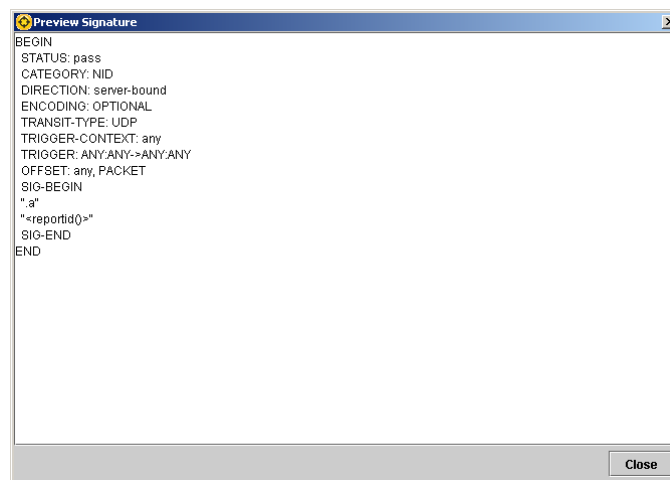 Preview Signature
BEGIN
STATUS: pass
CATEGORY: NID
DIRECTION: server-bound
ENCODING: OPTIONAL
TRANSIT-TYPE: UDP
TRIGGER-CONTEXT: any
TRIGGER: ANY:ANY->ANY:ANY
OFFSET: any, PACKET
SIG-BEGIN
".a"
"<reportid()>"
SIG-END
END
Close